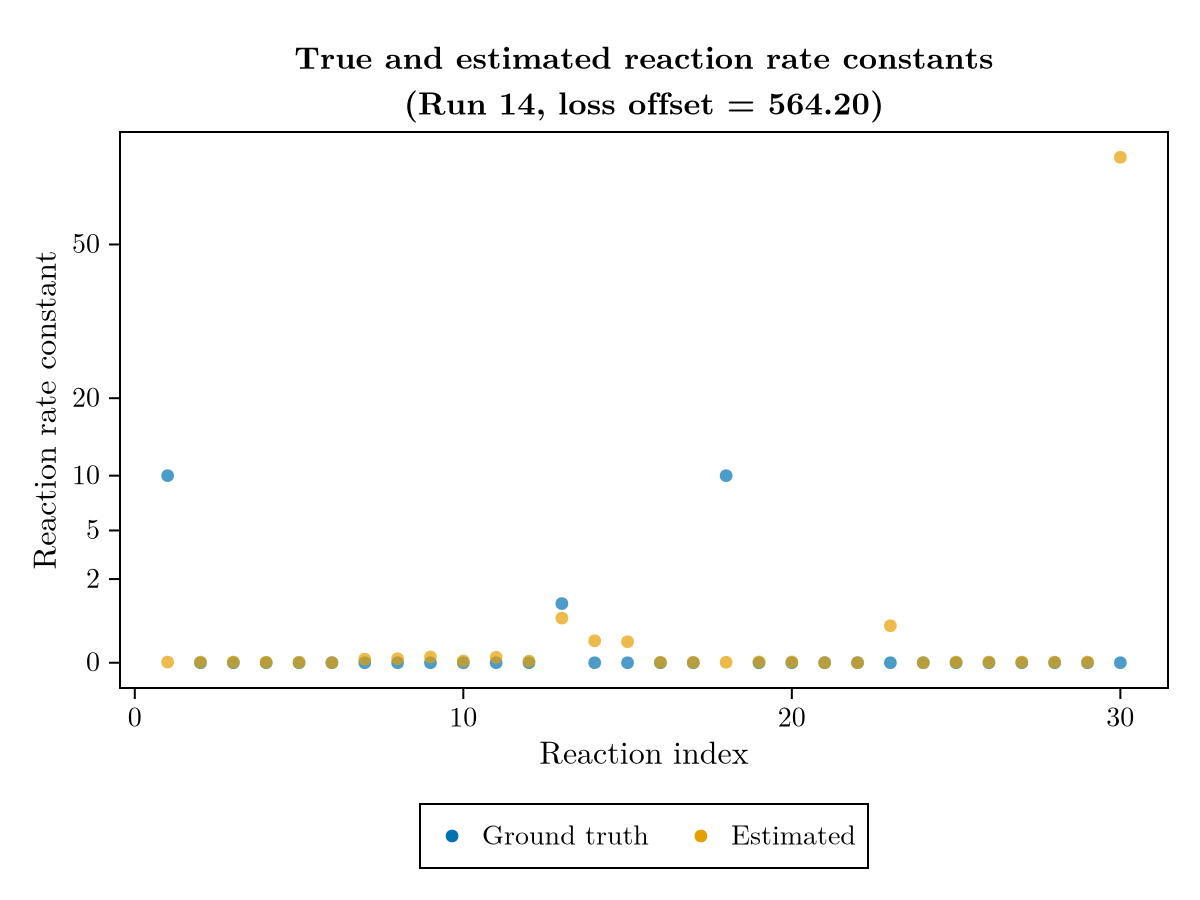 True and estimated reaction rate constants
(Run 14, loss offset = 564.20)
Reaction rate constant
50
20
10
5
2
0
0 10 20 30
Reaction index
Ground truth Estimated